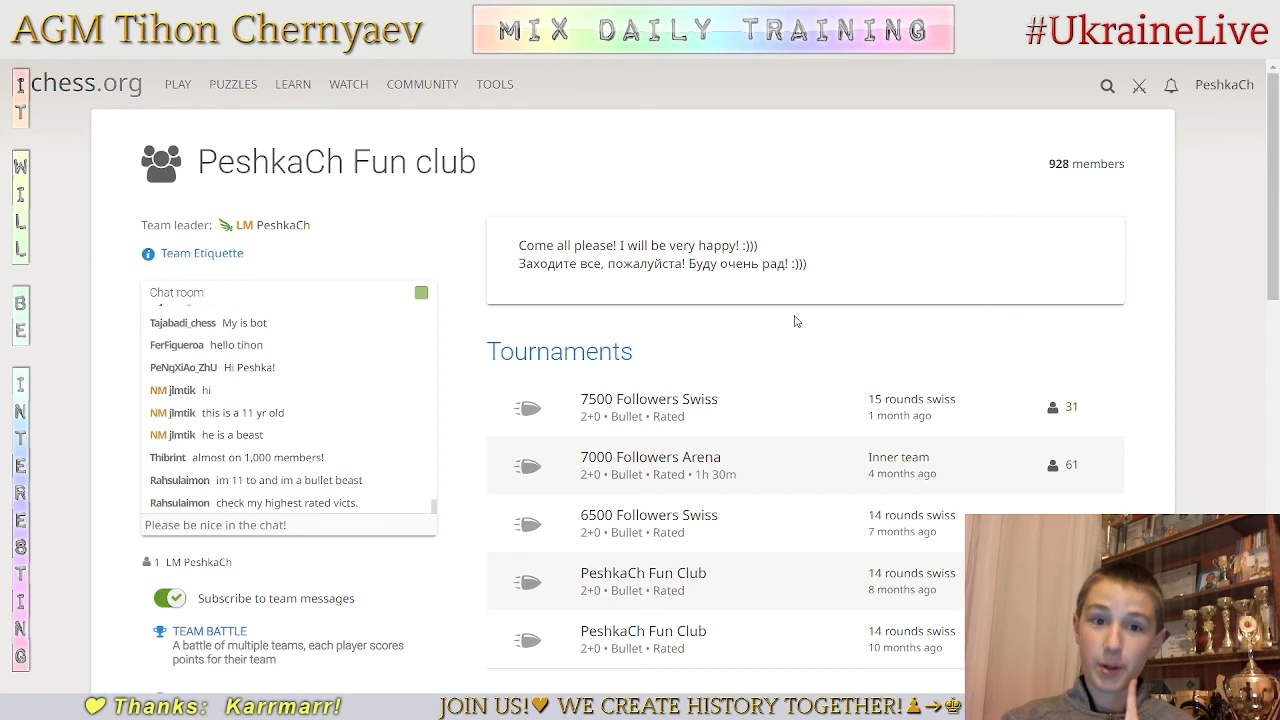 AGM Tihon Chernyaev
MIX DAILY TRAINING
#UkraineLive
IT
WILL
BE
INTERESTING
chess.org
PLAY
PUZZLES
LEARN
WATCH
COMMUNITY
TOOLS
PeshkaCh
PeshkaCh Fun club
928 members
Team leader: LM PeshkaCh
Team Etiquette
Come all please! I will be very happy! :)))
Заходите все, пожалуйста! Буду очень рад! :)))
Chat room
Tajabadi_chess My is bot
FerFigueroa hello tihon
PeNgXiAo_ZhU Hi Peshka!
NM jlmtik hi
NM jlmtik this is a 11 yr old
NM jlmtik he is a beast
Thibrint almost on 1,000 members!
Rahsulaimon im 11 to and im a bullet beast
Rahsulaimon check my highest rated victs.
Please be nice in the chat!
1 LM PeshkaCh
Subscribe to team messages
TEAM BATTLE
A battle of multiple teams, each player scores
points for their team
Tournaments
7500 Followers Swiss
2+0 • Bullet • Rated
15 rounds swiss
1 month ago
31
7000 Followers Arena
2+0 • Bullet • Rated • 1h 30m
Inner team
4 months ago
61
6500 Followers Swiss
2+0 • Bullet • Rated
14 rounds swiss
7 months ago
PeshkaCh Fun Club
2+0 • Bullet • Rated
14 rounds swiss
8 months ago
PeshkaCh Fun Club
2+0 • Bullet • Rated
14 rounds swiss
10 months ago
Thanks: Karrmarr!
JOIN US!♥ WE CREATE HISTORY TOGETHER!♟→♚